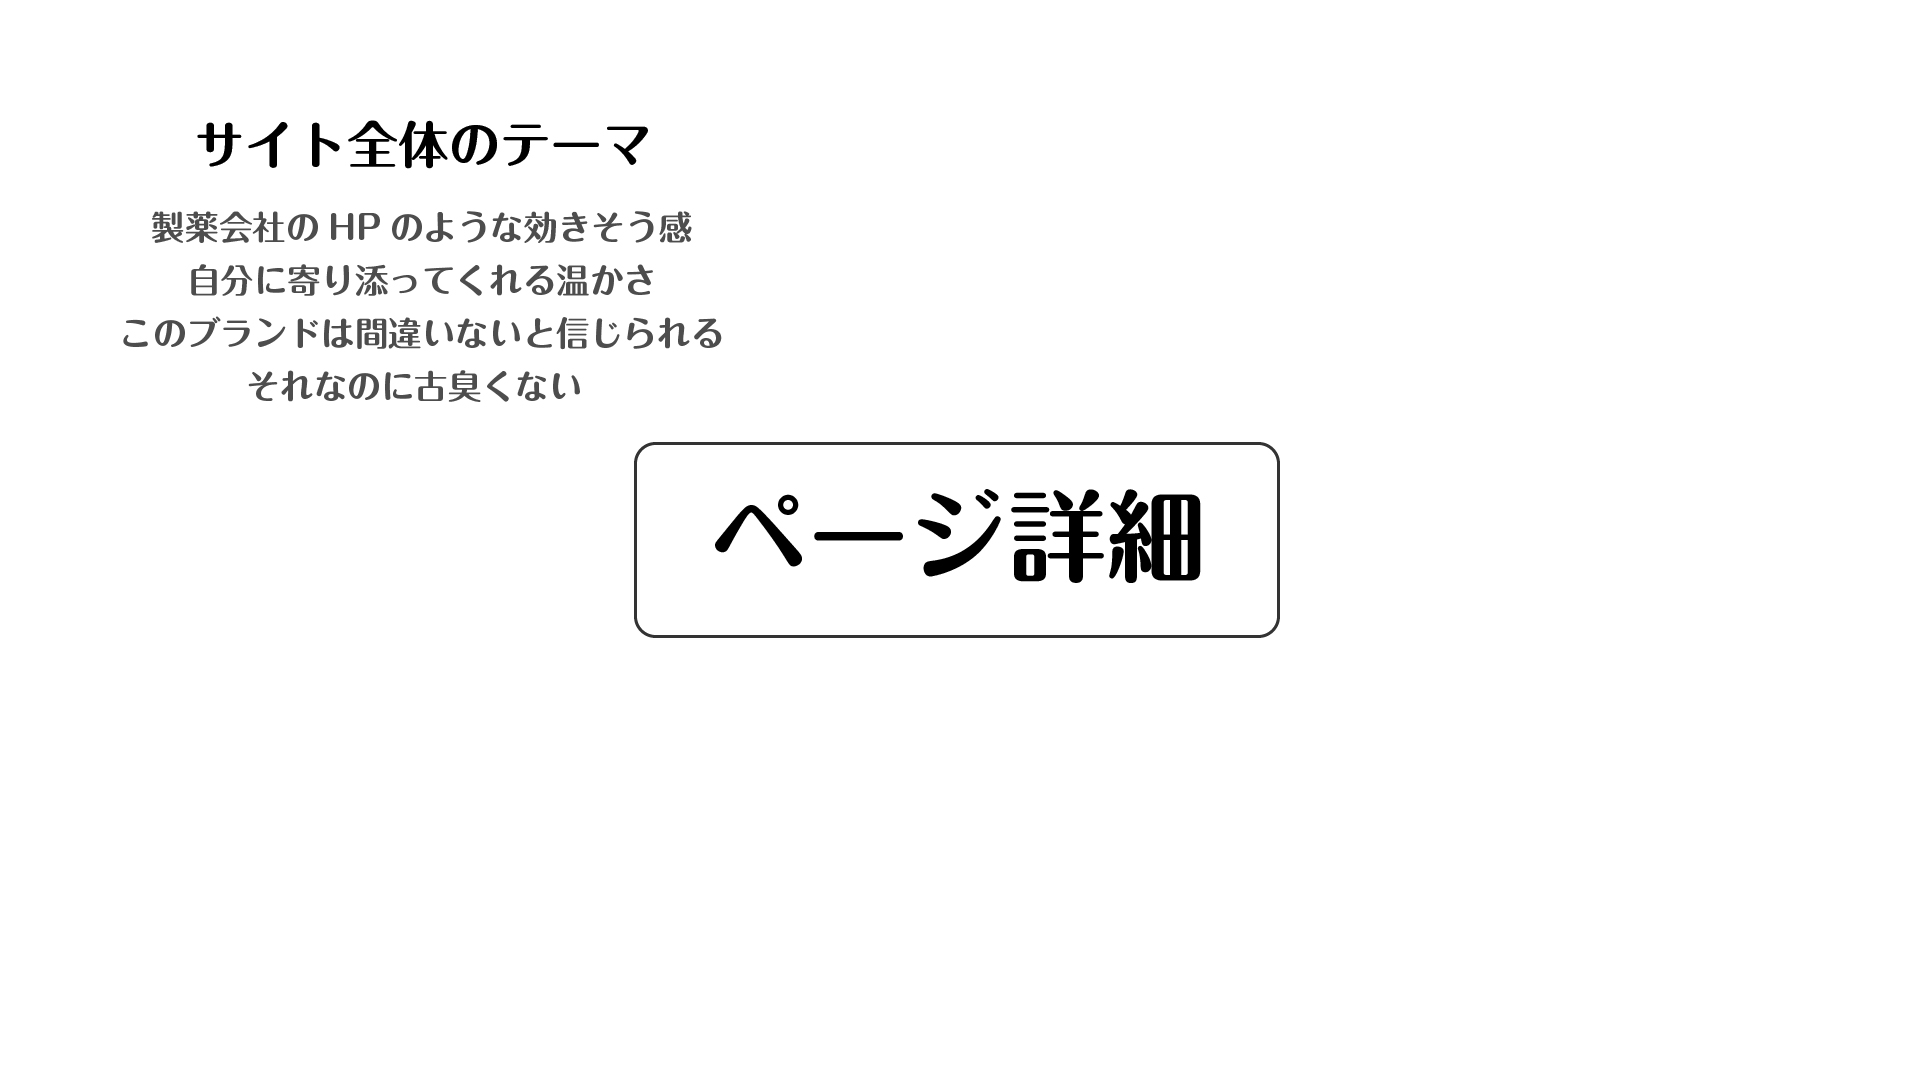 サイト全体のテーマ
製薬会社の HP のような効きそう感
自分に寄り添ってくれる温かさ
このブランドは間違いないと信じられる
それなのに古臭くない
ページ詳細